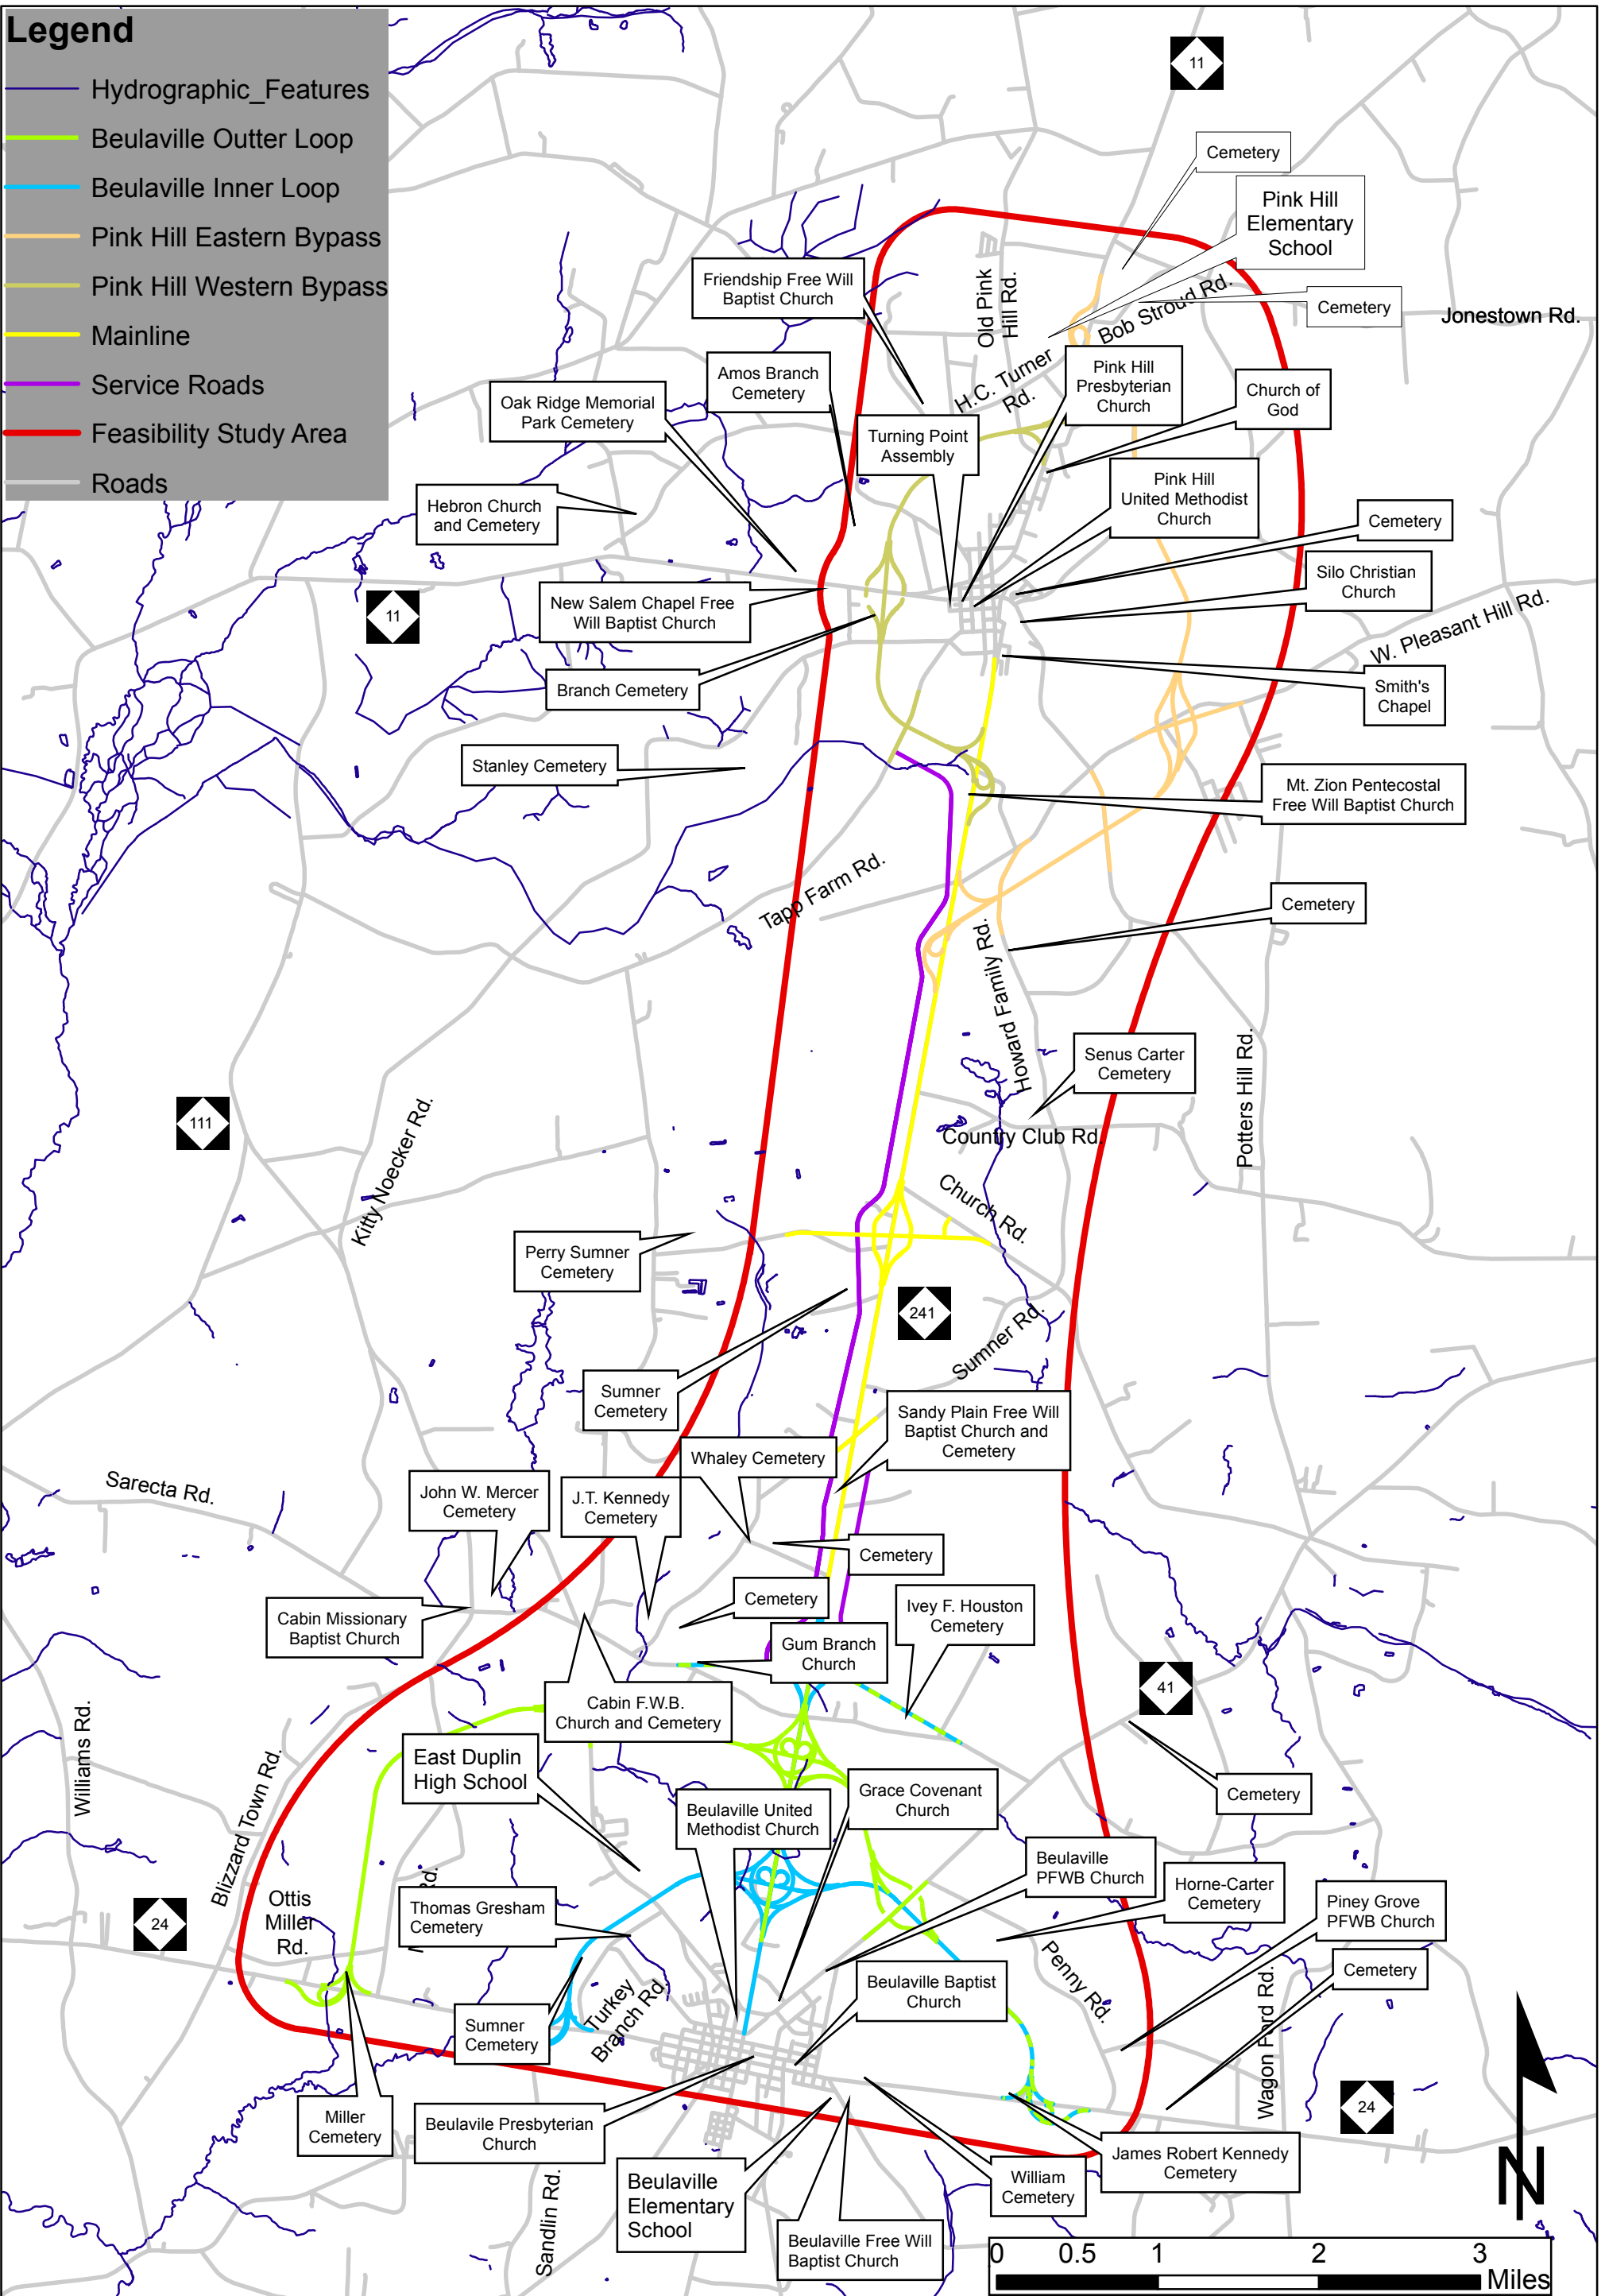 Legend
Hydrographic_Features
Beulaville Outter Loop
Beulaville Inner Loop
Pink Hill Eastern Bypass
Pink Hill Western Bypass
Mainline
Service Roads
Feasibility Study Area
Roads
11
Cemetery
Pink Hill
Elementary
School
Friendship Free Will
Baptist Church
Old Pink
Hill Rd.
Bob Stroud Rd.
Cemetery
Jonestown Rd.
Amos Branch
Cemetery
H.C. Turner
Rd.
Pink Hill
Presbyterian
Church
Church of
God
Oak Ridge Memorial
Park Cemetery
Turning Point
Assembly
Pink Hill
United Methodist
Church
Hebron Church
and Cemetery
Cemetery
Silo Christian
Church
11
New Salem Chapel Free
Will Baptist Church
W. Pleasant Hill Rd.
Branch Cemetery
Smith's
Chapel
Stanley Cemetery
Mt. Zion Pentecostal
Free Will Baptist Church
Tapp Farm Rd.
Cemetery
Howard Family Rd.
Senus Carter
Cemetery
Potters Hill Rd.
111
Kitty Noecker Rd.
Country Club Rd.
Church Rd.
Perry Sumner
Cemetery
241
Sumner Rd.
Sumner
Cemetery
Sandy Plain Free Will
Baptist Church and
Cemetery
Whaley Cemetery
Sarecta Rd.
John W. Mercer
Cemetery
J.T. Kennedy
Cemetery
Cemetery
Cemetery
Ivey F. Houston
Cemetery
Cabin Missionary
Baptist Church
Gum Branch
Church
41
Cabin F.W.B.
Church and Cemetery
Williams Rd.
Blizzard Town Rd.
East Duplin
High School
Cemetery
Grace Covenant
Church
Beulaville United
Methodist Church
Beulaville
PFWB Church
Horne-Carter
Cemetery
Piney Grove
PFWB Church
24
Ottis
Miller
Rd.
Rd.
Thomas Gresham
Cemetery
Penny Rd.
Cemetery
Beulaville Baptist
Church
Sumner
Cemetery
Turkey
Branch Rd.
Wagon Ford Rd.
24
Miller
Cemetery
Beulavile Presbyterian
Church
James Robert Kennedy
Cemetery
William
Cemetery
Beulaville
Elementary
School
Sandlin Rd.
Beulaville Free Will
Baptist Church
N
0 0.5 1 2 3
Miles